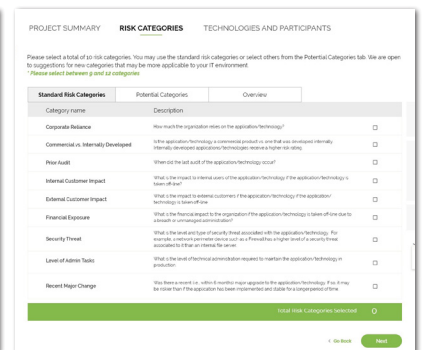 PROJECT SUMMARY RISK CATEGORIES TECHNOLOGIES AND PARTICIPANTS
Please select a total of 10 risk categories. You may use the standard risk categories or select others from the Potential Categories tab. We are open
to suggestions for new categories that may be more applicable to your IT environment.
* Please select between 9 and 12 categories
Standard Risk Categories Potential Categories Overview
Category name Description
Corporate Reliance How much the organization relies on the application/technology?
Commercial vs. Internally Developed Is the application/technology a commercial product vs. one that was developed internally.
Internally developed applications/technologies receive a higher risk rating.
Prior Audit When did the last audit of the application/technology occur?
Internal Customer Impact What is the impact to internal users of the application/technology if the application/technology is
taken off-line?
External Customer Impact What is the impact to external customers if the application/technology if the application/
technology is taken off-line
Financial Exposure What is the financial impact to the organization if the application/technology is taken off-line due to
a breach or unmanaged administration?
Security Threat What is the level and type of security threat associated with the application/technology. For
example, a network perimeter device such as a Firewall has a higher level of a security threat
associated to it than an internal file server.
Level of Admin Tasks What is the level of technical administration required to maintain the application/technology in
production
Recent Major Change Was there a recent i.e., within 6 months major upgrade to the application/technology. If so, it may
be riskier than if the application has been implemented and stable for a longer period of time
Total Risk Categories Selected 0
< Go Back Next